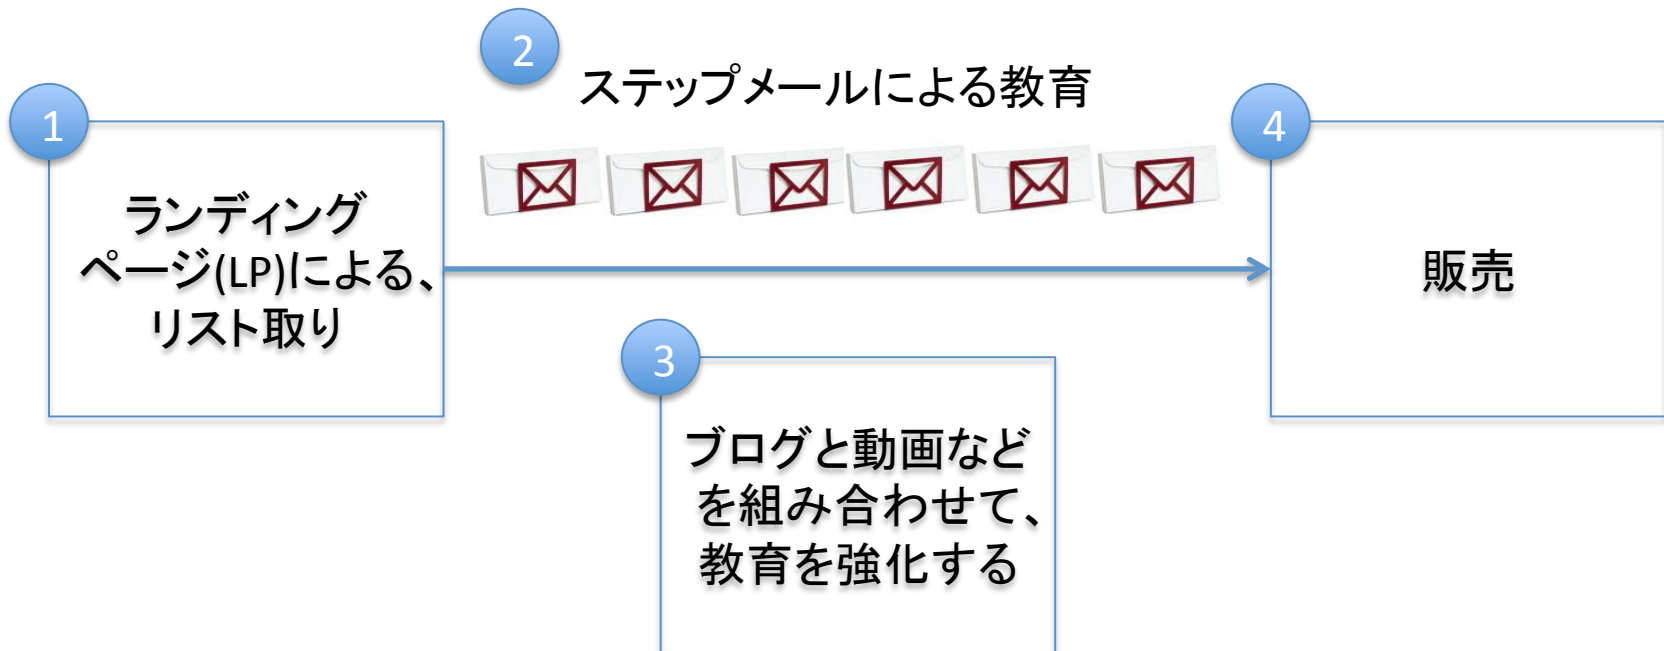 1
ランディング
ページ(LP)による、
リスト取り
2
ステップメールによる教育
3
ブログと動画など
を組み合わせて、
教育を強化する
4
販売